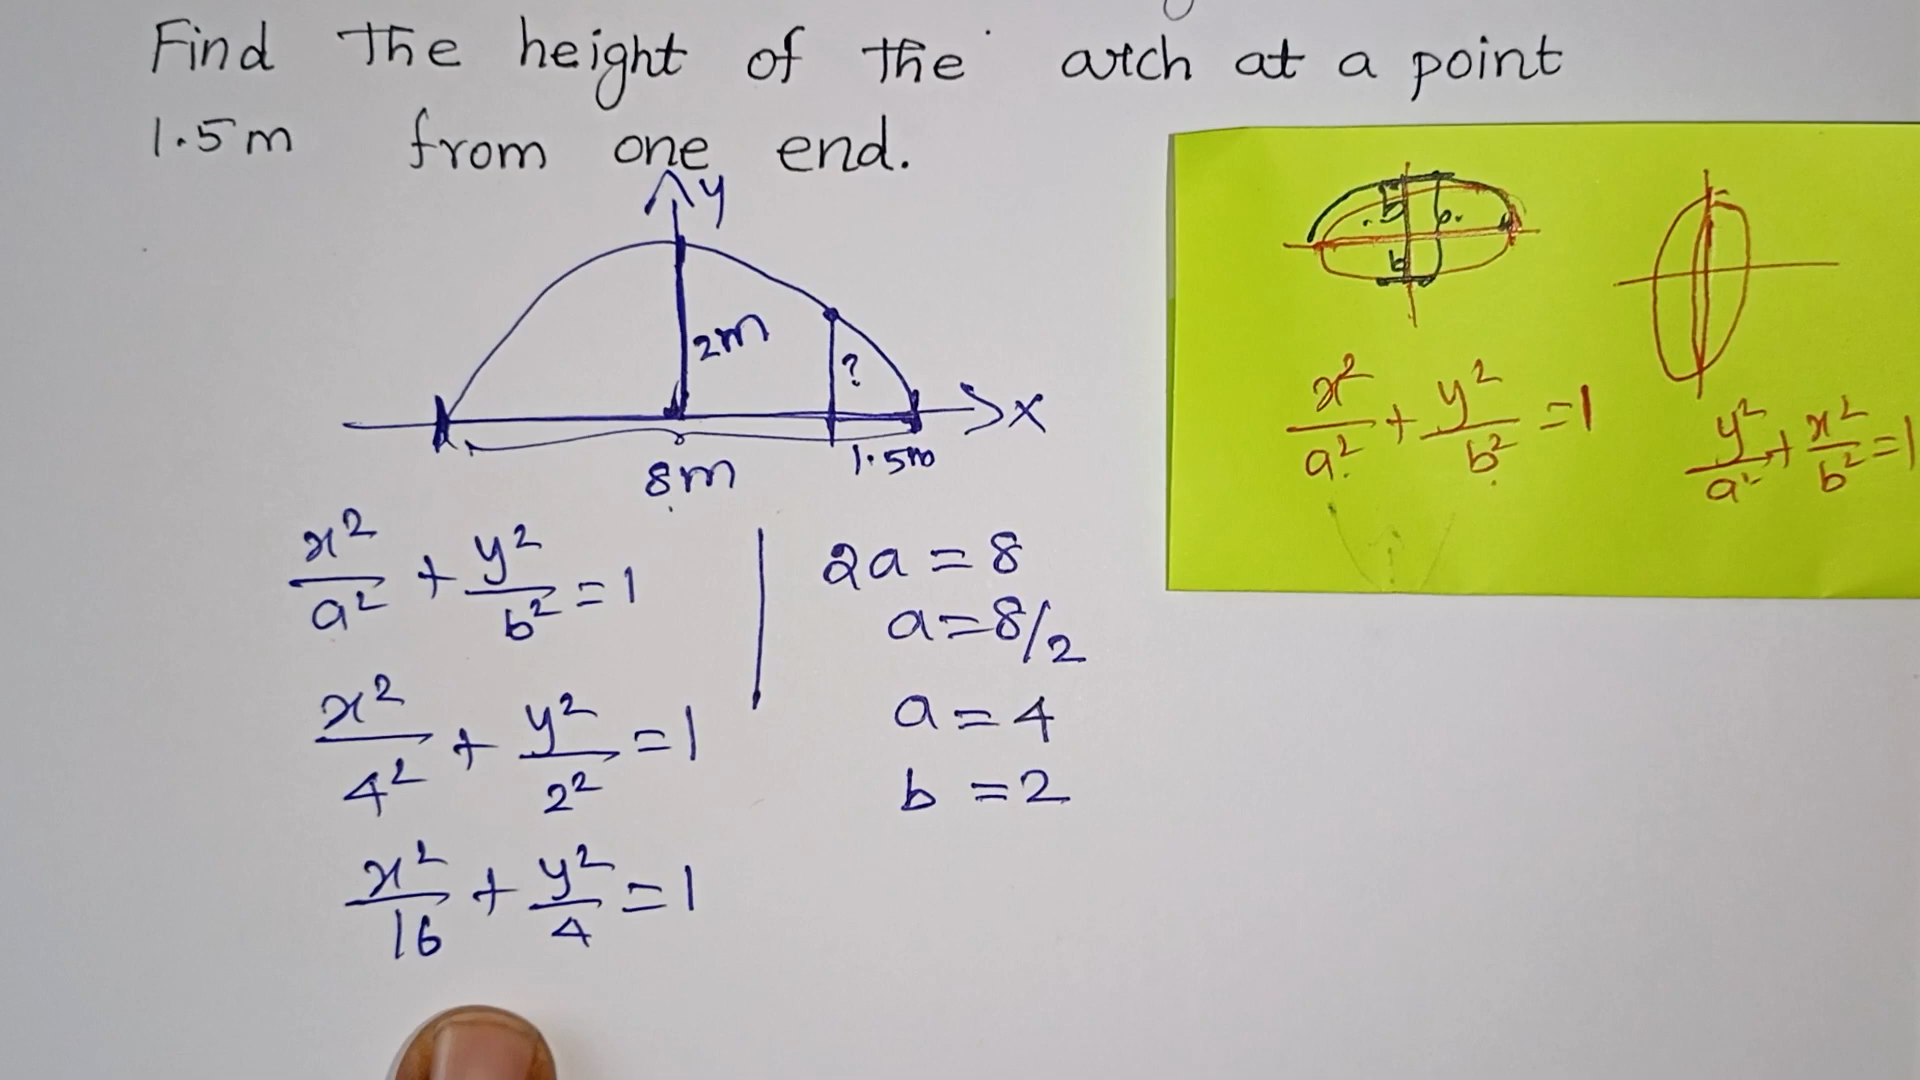 Find the height of the arch at a point
1.5m from one end.
y
2m
?
x
8m
1.5m
x²/a² + y²/b² = 1
2a = 8
a = 8/2
x²/4² + y²/2² = 1
a = 4
b = 2
x²/16 + y²/4 = 1
b b
b
x²/a² + y²/b² = 1
y²/a² + x²/b² = 1